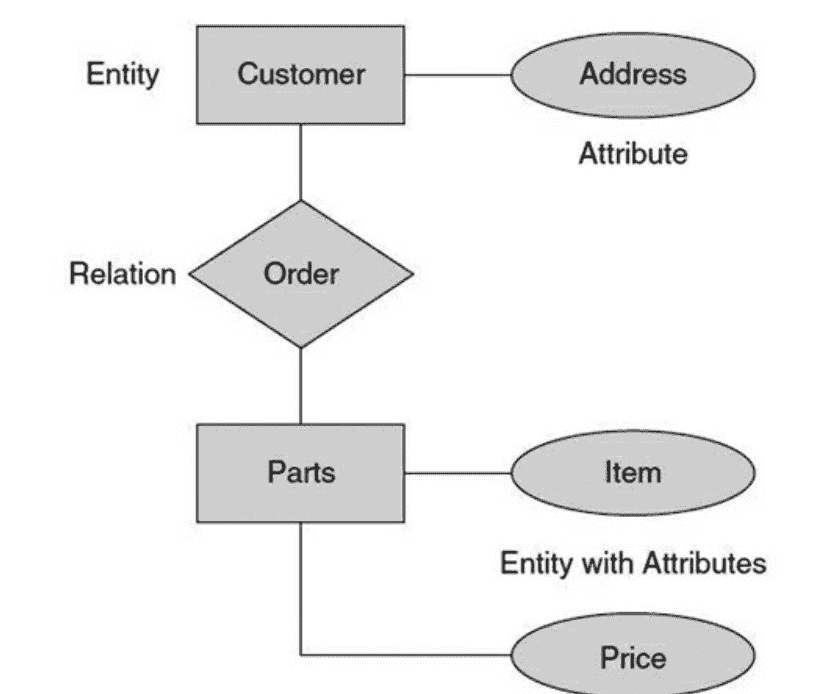 Entity
Customer
Address
Attribute
Relation
Order
Parts
Item
Entity with Attributes
Price